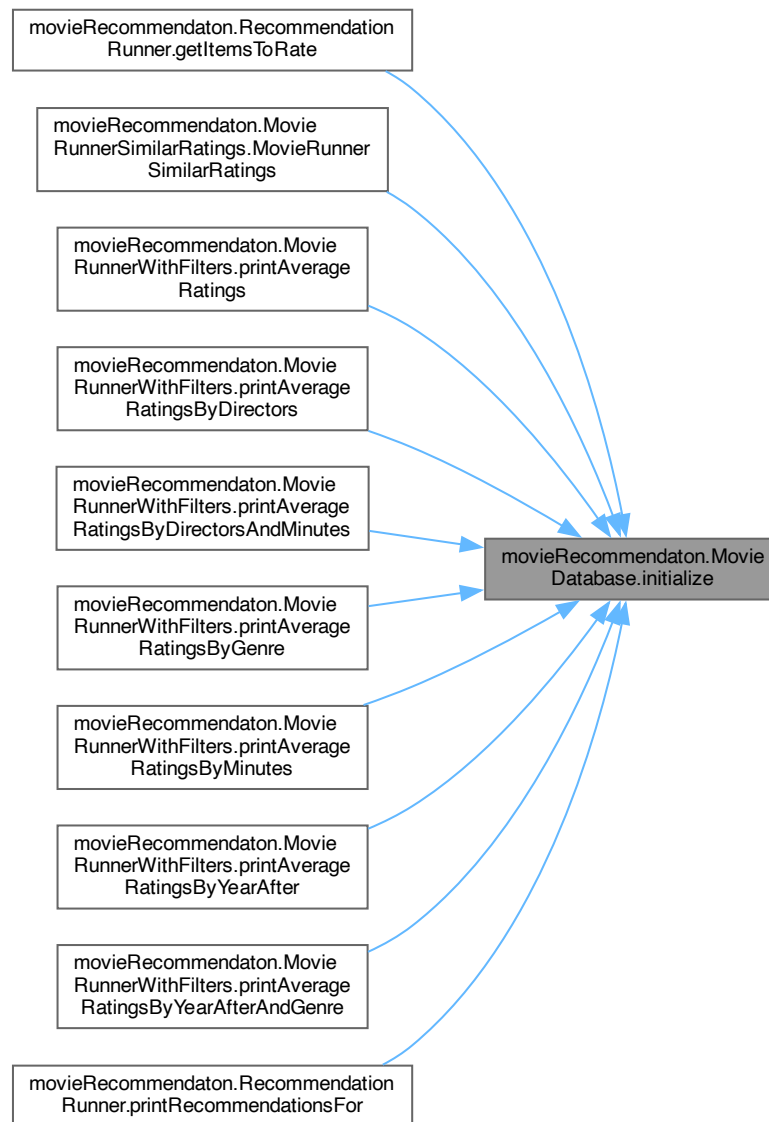 movieRecommendaton.Recommendation
Runner.getItemsToRate
movieRecommendaton.Movie
RunnerSimilarRatings.MovieRunner
SimilarRatings
movieRecommendaton.Movie
RunnerWithFilters.printAverage
Ratings
movieRecommendaton.Movie
RunnerWithFilters.printAverage
RatingsByDirectors
movieRecommendaton.Movie
RunnerWithFilters.printAverage
RatingsByDirectorsAndMinutes
movieRecommendaton.Movie
Database.initialize
movieRecommendaton.Movie
RunnerWithFilters.printAverage
RatingsByGenre
movieRecommendaton.Movie
RunnerWithFilters.printAverage
RatingsByMinutes
movieRecommendaton.Movie
RunnerWithFilters.printAverage
RatingsByYearAfter
movieRecommendaton.Movie
RunnerWithFilters.printAverage
RatingsByYearAfterAndGenre
movieRecommendaton.Recommendation
Runner.printRecommendationsFor